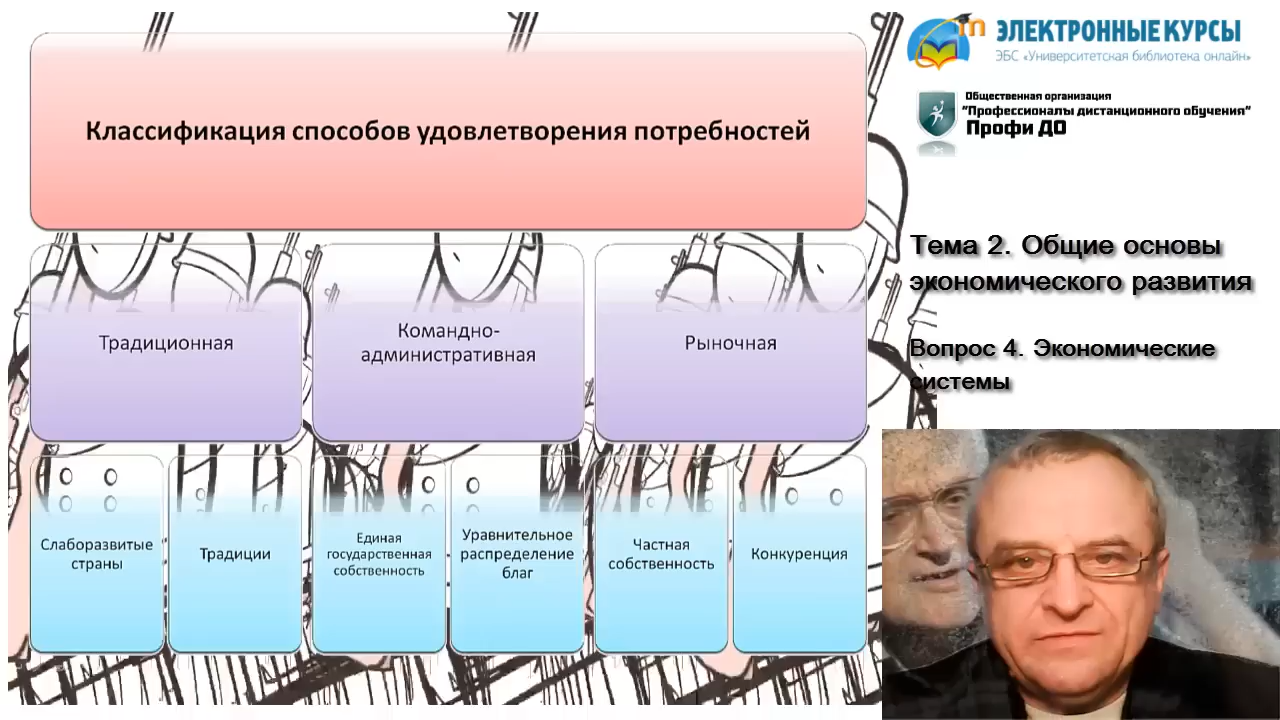 Классификация способов удовлетворения потребностей
Традиционная
Командно-
административная
Рыночная
Слаборазвитые
страны
Традиции
Единая
государственная
собственность
Уравнительное
распределение
благ
Частная
собственность
Конкуренция
in
ЭЛЕКТРОННЫЕ КУРСЫ
ЭБС «Университетская библиотека онлайн»
Общественная организация
"Профессионалы дистанционного обучения"
Профи ДО
Тема 2. Общие основы
экономического развития
Вопрос 4. Экономические
системы